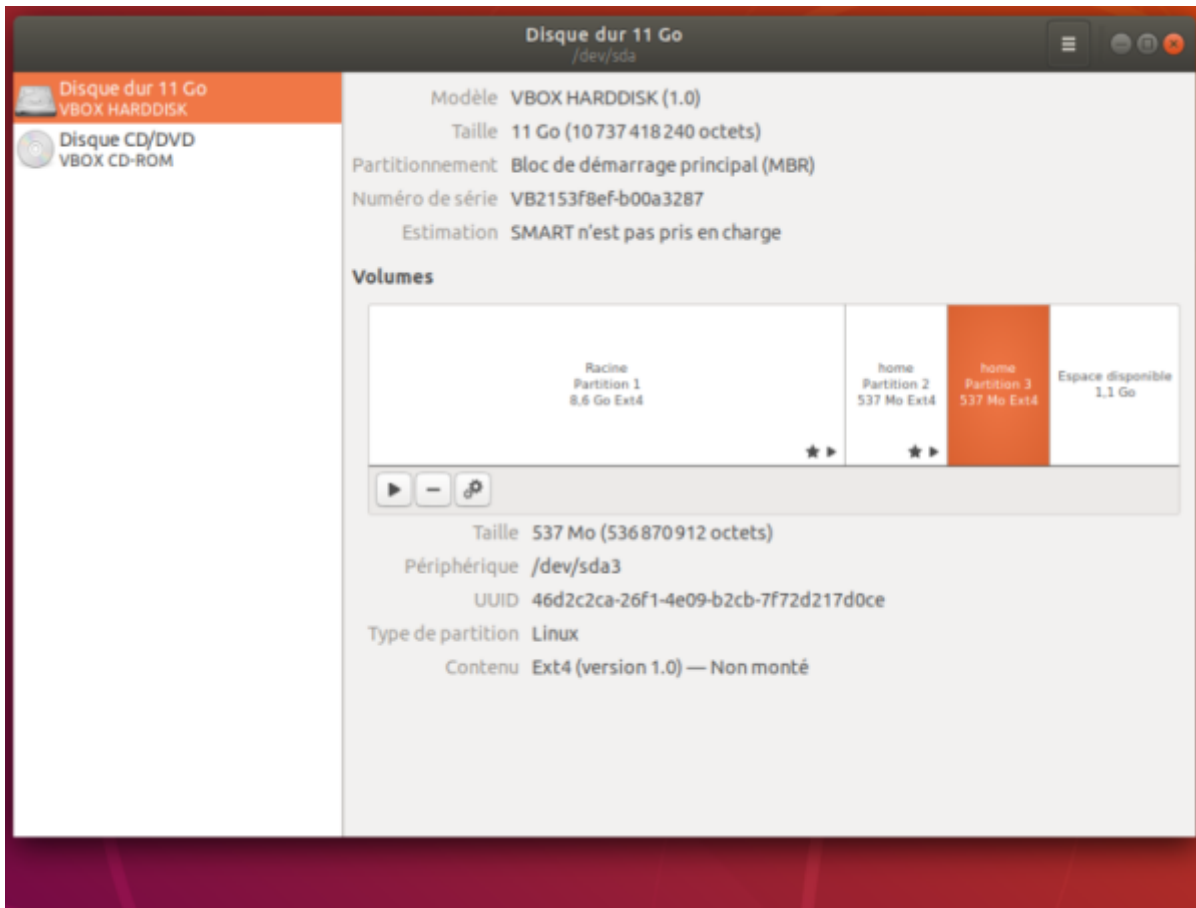 Disque dur 11 Go
/dev/sda
Disque dur 11 Go
VBOX HARDDISK
Disque CD/DVD
VBOX CD-ROM
Modèle VBOX HARDDISK (1.0)
Taille 11 Go (10 737 418 240 octets)
Partitionnement Bloc de démarrage principal (MBR)
Numéro de série VB2153f8ef-b00a3287
Estimation SMART n'est pas pris en charge
Volumes
Racine
Partition 1
8,6 Go Ext4
home
Partition 2
537 Mo Ext4
home
Partition 3
537 Mo Ext4
Espace disponible
1,1 Go
Taille 537 Mo (536 870 912 octets)
Périphérique /dev/sda3
UUID 46d2c2ca-26f1-4e09-b2cb-7f72d217d0ce
Type de partition Linux
Contenu Ext4 (version 1.0) — Non monté